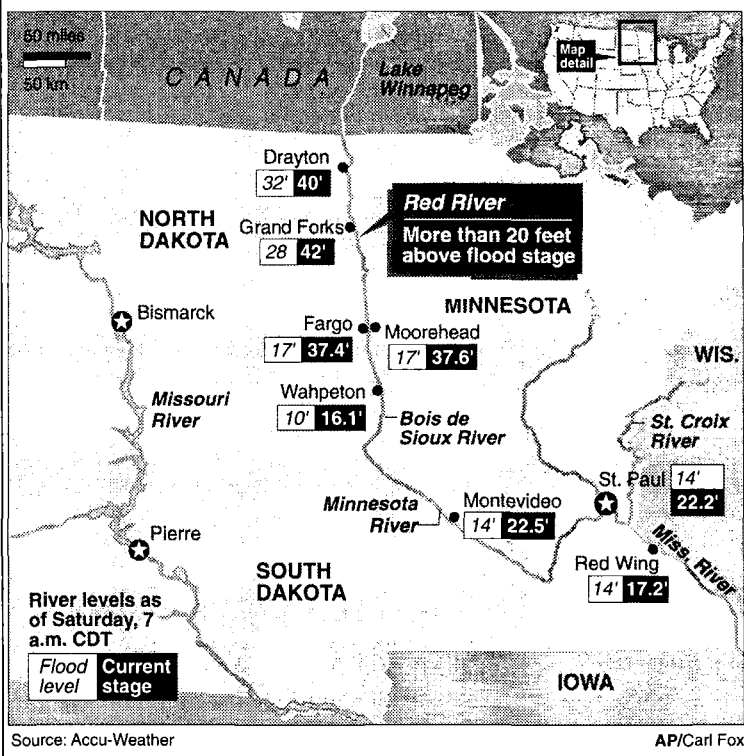 50 miles
50 km
CANADA
Lake
Winnepeg
Map
detail
Drayton
32' 40'
NORTH
DAKOTA
Grand Forks
28 42'
Red River
More than 20 feet
above flood stage
Bismarck
MINNESOTA
Fargo
17' 37.4'
Moorehead
17' 37.6'
WIS.
Wahpeton
10' 16.1'
Missouri
River
Bois de
Sioux River
St. Croix
River
St. Paul 14'
22.2'
Minnesota
River
Montevideo
14' 22.5'
Miss. River
Pierre
Red Wing
14' 17.2'
SOUTH
DAKOTA
River levels as
of Saturday, 7
a.m. CDT
Flood
level
Current
stage
IOWA
Source: Accu-Weather
AP/Carl Fox